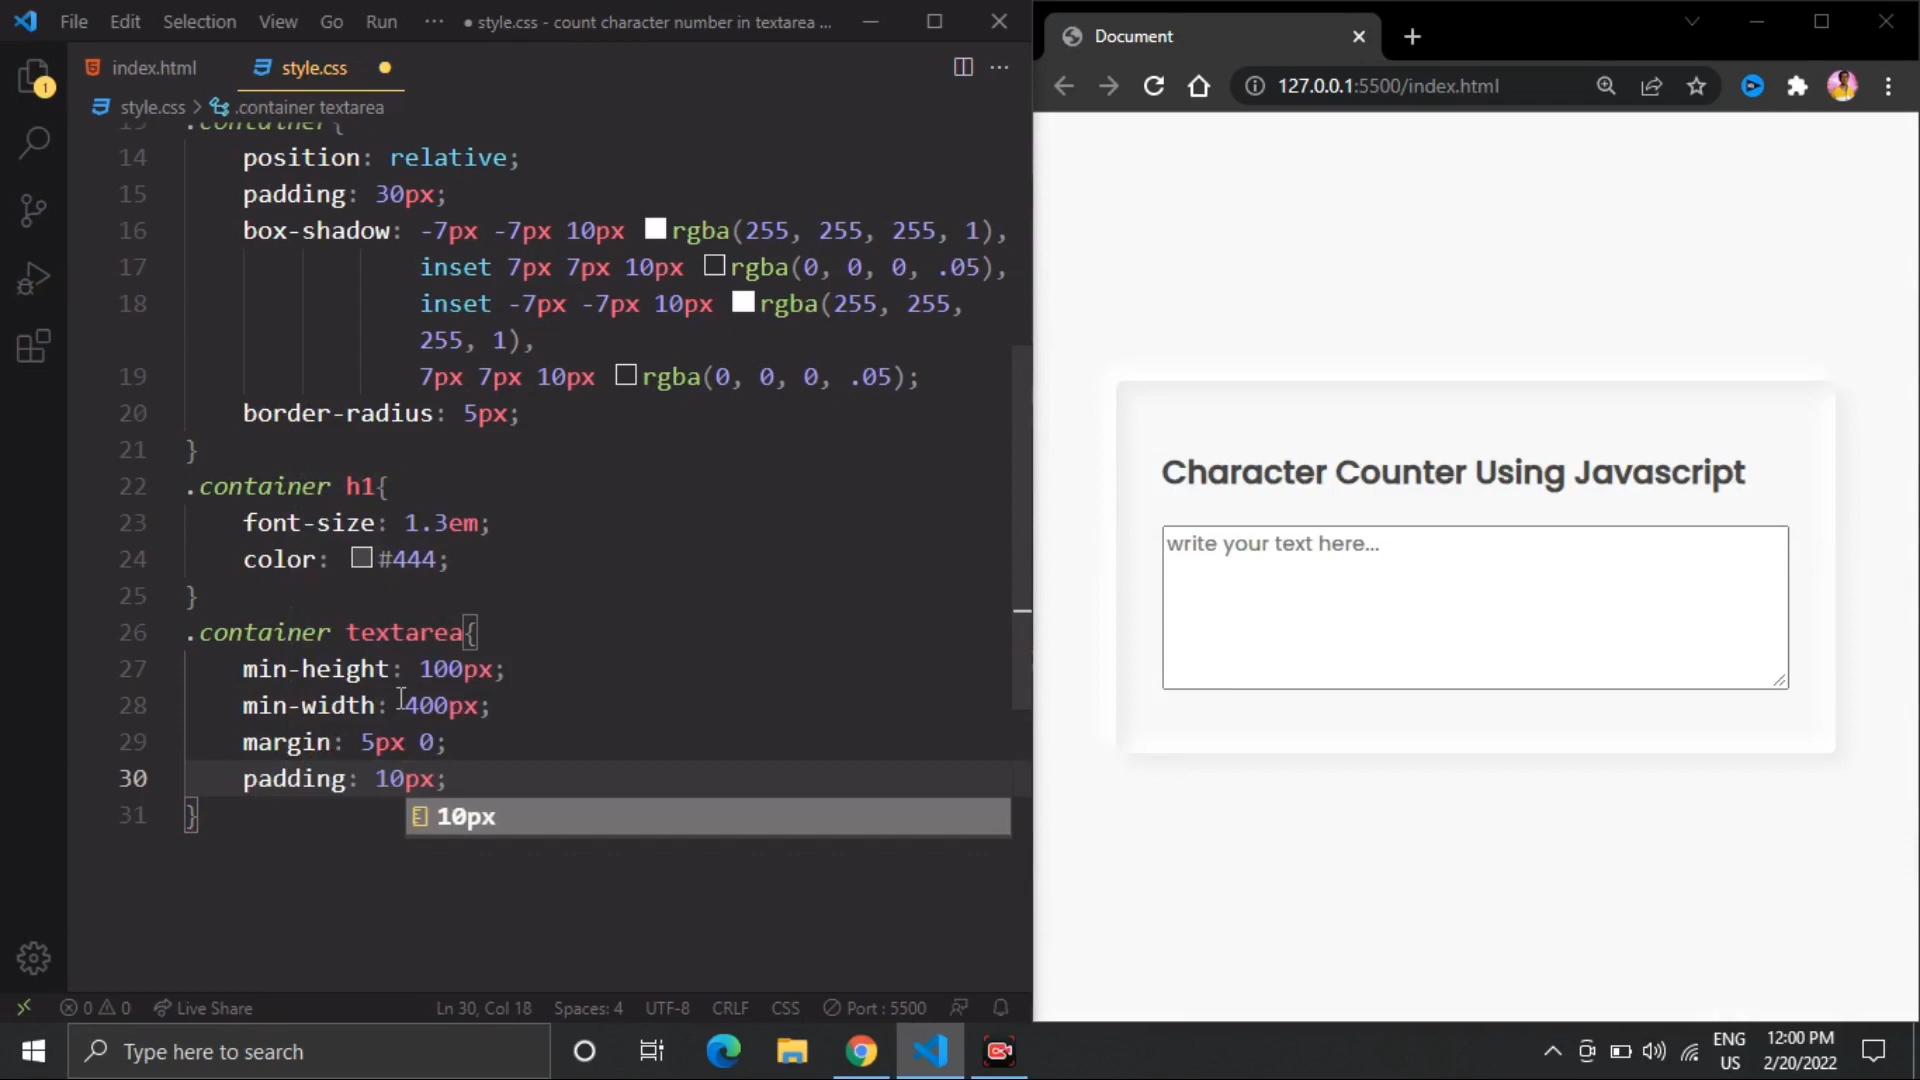 File Edit Selection View Go Run ··· ● style.css - count character number in textarea ...
index.html style.css
style.css > .container textarea
1
13 .container{
14 position: relative;
15 padding: 30px;
16 box-shadow: -7px -7px 10px rgba(255, 255, 255, 1),
17 inset 7px 7px 10px rgba(0, 0, 0, .05),
18 inset -7px -7px 10px rgba(255, 255,
255, 1),
19 7px 7px 10px rgba(0, 0, 0, .05);
20 border-radius: 5px;
21 }
22 .container h1{
23 font-size: 1.3em;
24 color: #444;
25 }
26 .container textarea{
27 min-height: 100px;
28 min-width: 400px;
29 margin: 5px 0;
30 padding: 10px;
31 }
10px
0 0 Live Share Ln 30, Col 18 Spaces: 4 UTF-8 CRLF CSS Port : 5500
Document
127.0.0.1:5500/index.html
Character Counter Using Javascript
write your text here...
Type here to search
ENG
US
12:00 PM
2/20/2022